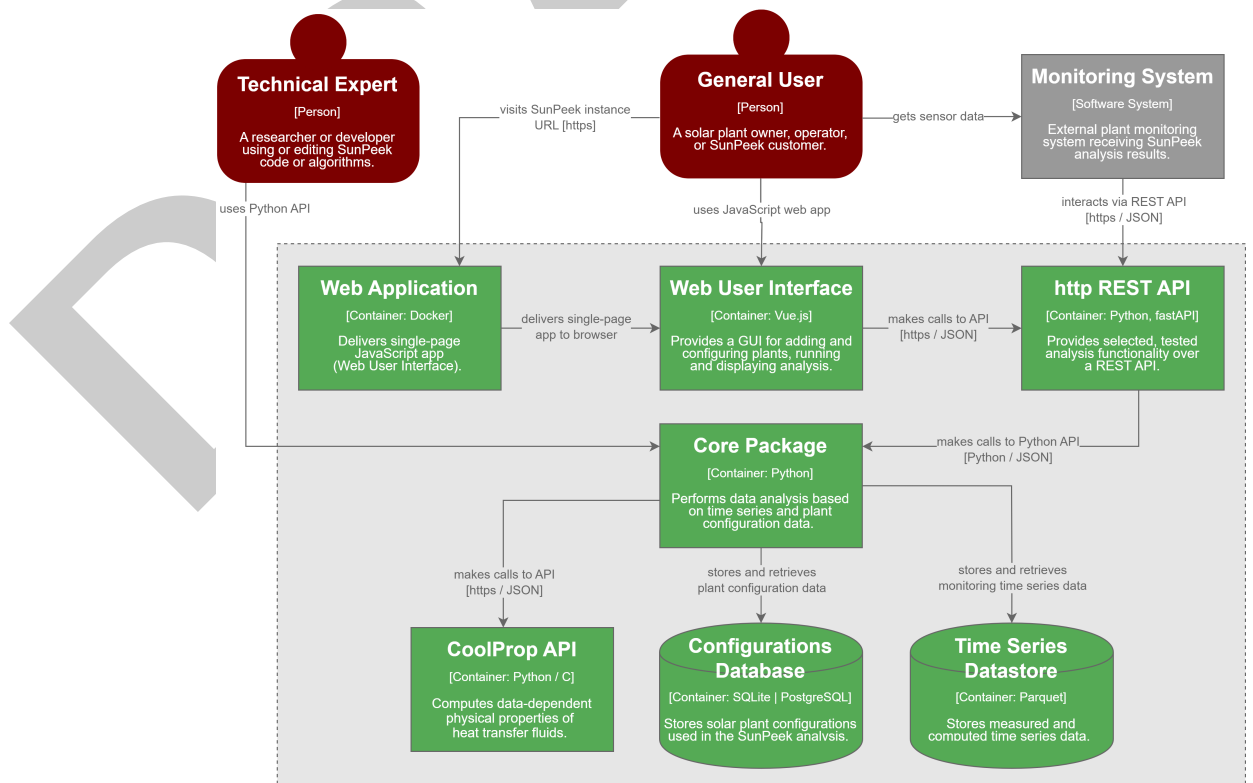 Technical Expert
[Person]
A researcher or developer
using or editing SunPeek
code or algorithms.
General User
[Person]
A solar plant owner, operator,
or SunPeek customer.
Monitoring System
[Software System]
External plant monitoring
system receiving SunPeek
analysis results.
visits SunPeek instance
URL [https]
gets sensor data
uses Python API
uses JavaScript web app
interacts via REST API
[https / JSON]
Web Application
[Container: Docker]
Delivers single-page
JavaScript app
(Web User Interface).
delivers single-page
app to browser
Web User Interface
[Container: Vue.js]
Provides a GUI for adding and
configuring plants, running
and displaying analysis.
makes calls to API
[https / JSON]
http REST API
[Container: Python, fastAPI]
Provides selected, tested
analysis functionality over
a REST API.
Core Package
[Container: Python]
Performs data analysis based
on time series and plant
configuration data.
makes calls to Python API
[Python / JSON]
makes calls to API
[https / JSON]
stores and retrieves
plant configuration data
stores and retrieves
monitoring time series data
CoolProp API
[Container: Python / C]
Computes data-dependent
physical properties of
heat transfer fluids.
Configurations
Database
[Container: SQLite | PostgreSQL]
Stores solar plant configurations
used in the SunPeek analysis.
Time Series
Datastore
[Container: Parquet]
Stores measured and
computed time series data.